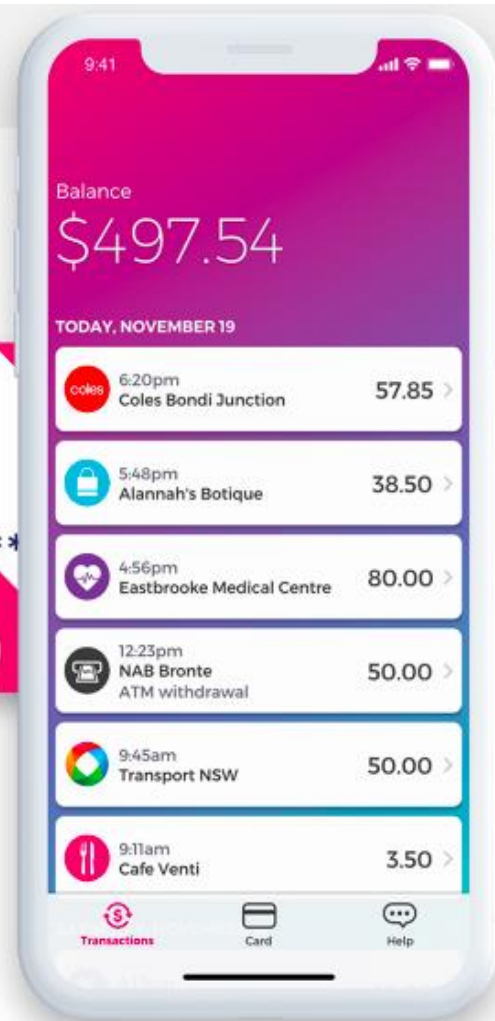 9:41
Balance
$497.54
TODAY, NOVEMBER 19
coles
6:20pm
Coles Bondi Junction
57.85
5:48pm
Alannah's Botique
38.50
4:56pm
Eastbrooke Medical Centre
80.00
12:23pm
NAB Bronte
ATM withdrawal
50.00
9:45am
Transport NSW
50.00
9:11am
Cafe Venti
3.50
Transactions
Card
Help